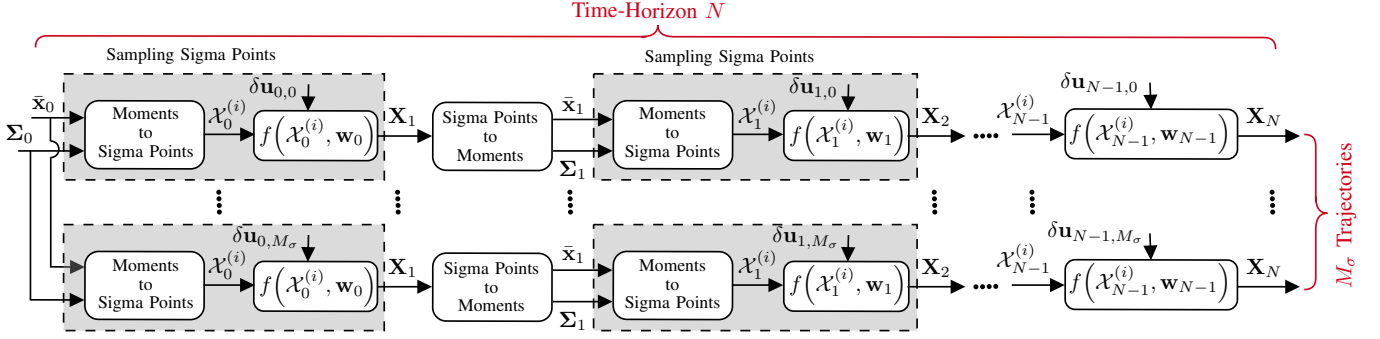 Time-Horizon N
Sampling Sigma Points
Sampling Sigma Points
x̄₀
Σ₀
Moments
to
Sigma Points
𝒳₀⁽ⁱ⁾
δu₀,₀
f(𝒳₀⁽ⁱ⁾, w₀)
X₁
Sigma Points
to
Moments
x̄₁
Σ₁
Moments
to
Sigma Points
𝒳₁⁽ⁱ⁾
δu₁,₀
f(𝒳₁⁽ⁱ⁾, w₁)
X₂
𝒳_{N−1}⁽ⁱ⁾
δu_{N−1,0}
f(𝒳_{N−1}⁽ⁱ⁾, w_{N−1})
X_N
Moments
to
Sigma Points
𝒳₀⁽ⁱ⁾
δu_{0,M_σ}
f(𝒳₀⁽ⁱ⁾, w₀)
X₁
Sigma Points
to
Moments
x̄₁
Σ₁
Moments
to
Sigma Points
𝒳₁⁽ⁱ⁾
δu_{1,M_σ}
f(𝒳₁⁽ⁱ⁾, w₁)
X₂
𝒳_{N−1}⁽ⁱ⁾
δu_{N−1,M_σ}
f(𝒳_{N−1}⁽ⁱ⁾, w_{N−1})
X_N
M_σ Trajectories